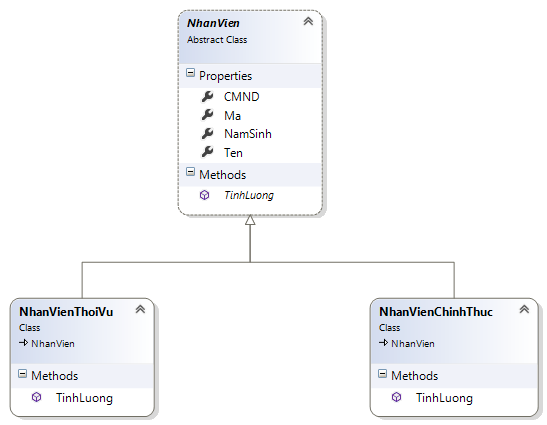 NhanVien
Abstract Class
Properties
CMND
Ma
NamSinh
Ten
Methods
TinhLuong
NhanVienThoiVu
Class
NhanVien
Methods
TinhLuong
NhanVienChinhThuc
Class
NhanVien
Methods
TinhLuong